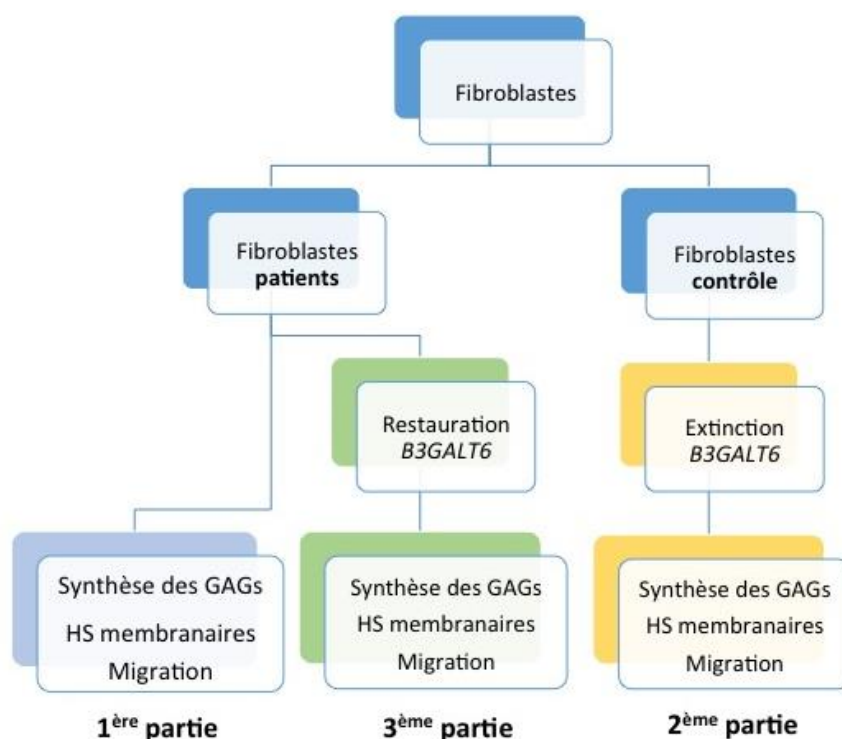 Fibroblastes
Fibroblastes
patients
Fibroblastes
contrôle
Restauration
B3GALT6
Extinction
B3GALT6
Synthèse des GAGs
HS membranaires
Migration
Synthèse des GAGs
HS membranaires
Migration
Synthèse des GAGs
HS membranaires
Migration
1ère partie
3ème partie
2ème partie